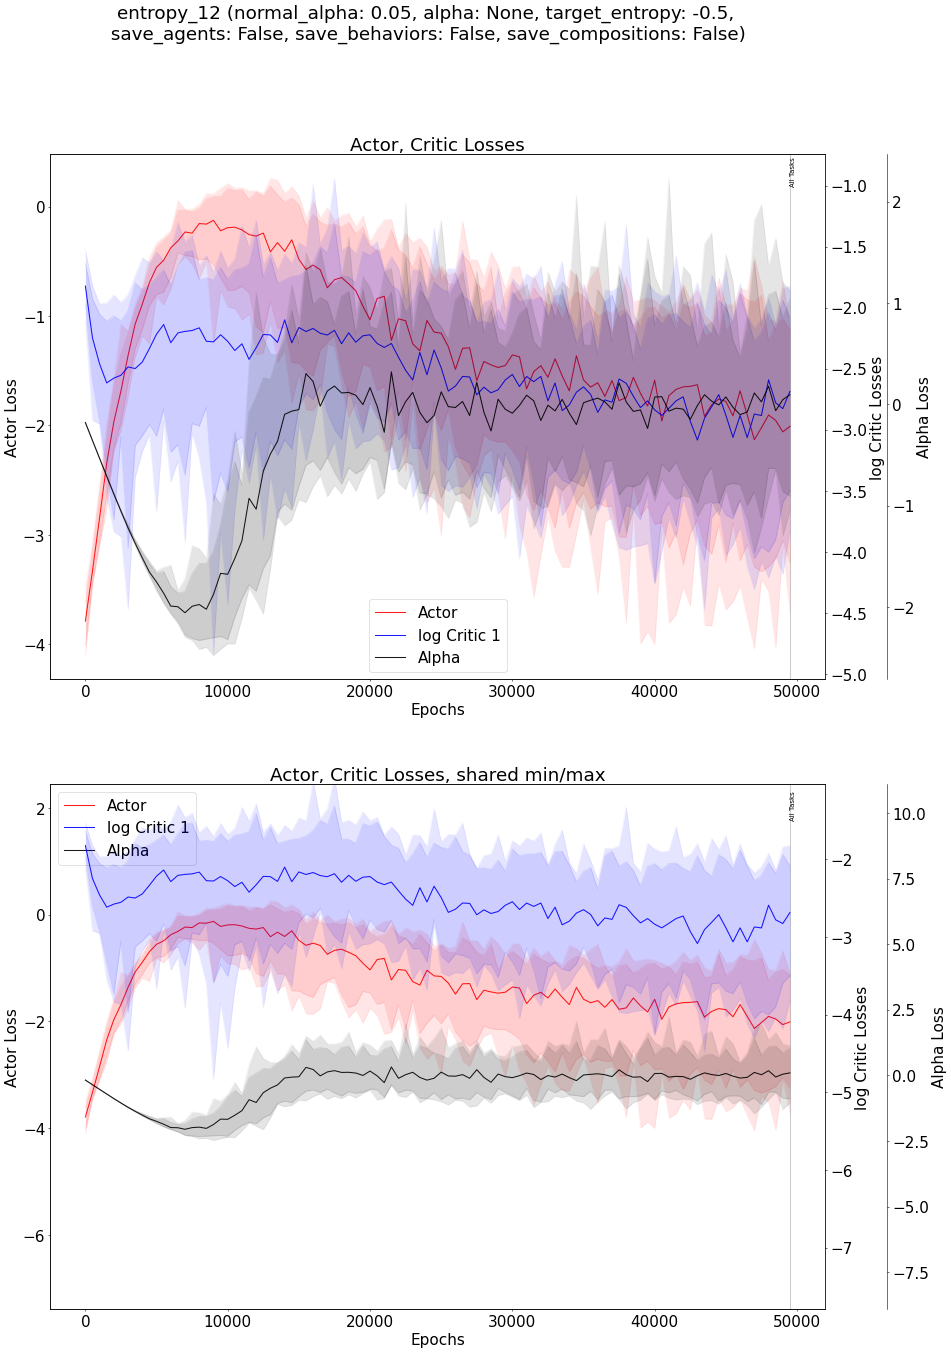 entropy_12 (normal_alpha: 0.05, alpha: None, target_entropy: -0.5,
save_agents: False, save_behaviors: False, save_compositions: False)
Actor, Critic Losses
All Tasks
0
−1
−2
−3
−4
Actor Loss
−1.0
−1.5
−2.0
−2.5
−3.0
−3.5
−4.0
−4.5
−5.0
log Critic Losses
2
1
0
−1
−2
Alpha Loss
Actor
log Critic 1
Alpha
0 10000 20000 30000 40000 50000
Epochs
Actor, Critic Losses, shared min/max
All Tasks
Actor
log Critic 1
Alpha
2
0
−2
−4
−6
Actor Loss
−2
−3
−4
−5
−6
−7
log Critic Losses
10.0
7.5
5.0
2.5
0.0
−2.5
−5.0
−7.5
Alpha Loss
0 10000 20000 30000 40000 50000
Epochs